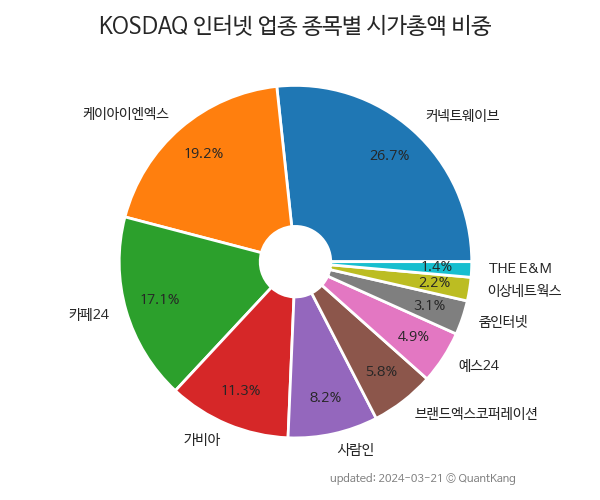 KOSDAQ 인터넷 업종 종목별 시가총액 비중
커넥트웨이브
26.7%
케이아이엔엑스
19.2%
카페24
17.1%
가비아
11.3%
사람인
8.2%
브랜드엑스코퍼레이션
5.8%
예스24
4.9%
줌인터넷
3.1%
이상네트웍스
2.2%
THE E&M
1.4%
updated: 2024-03-21 © QuantKang